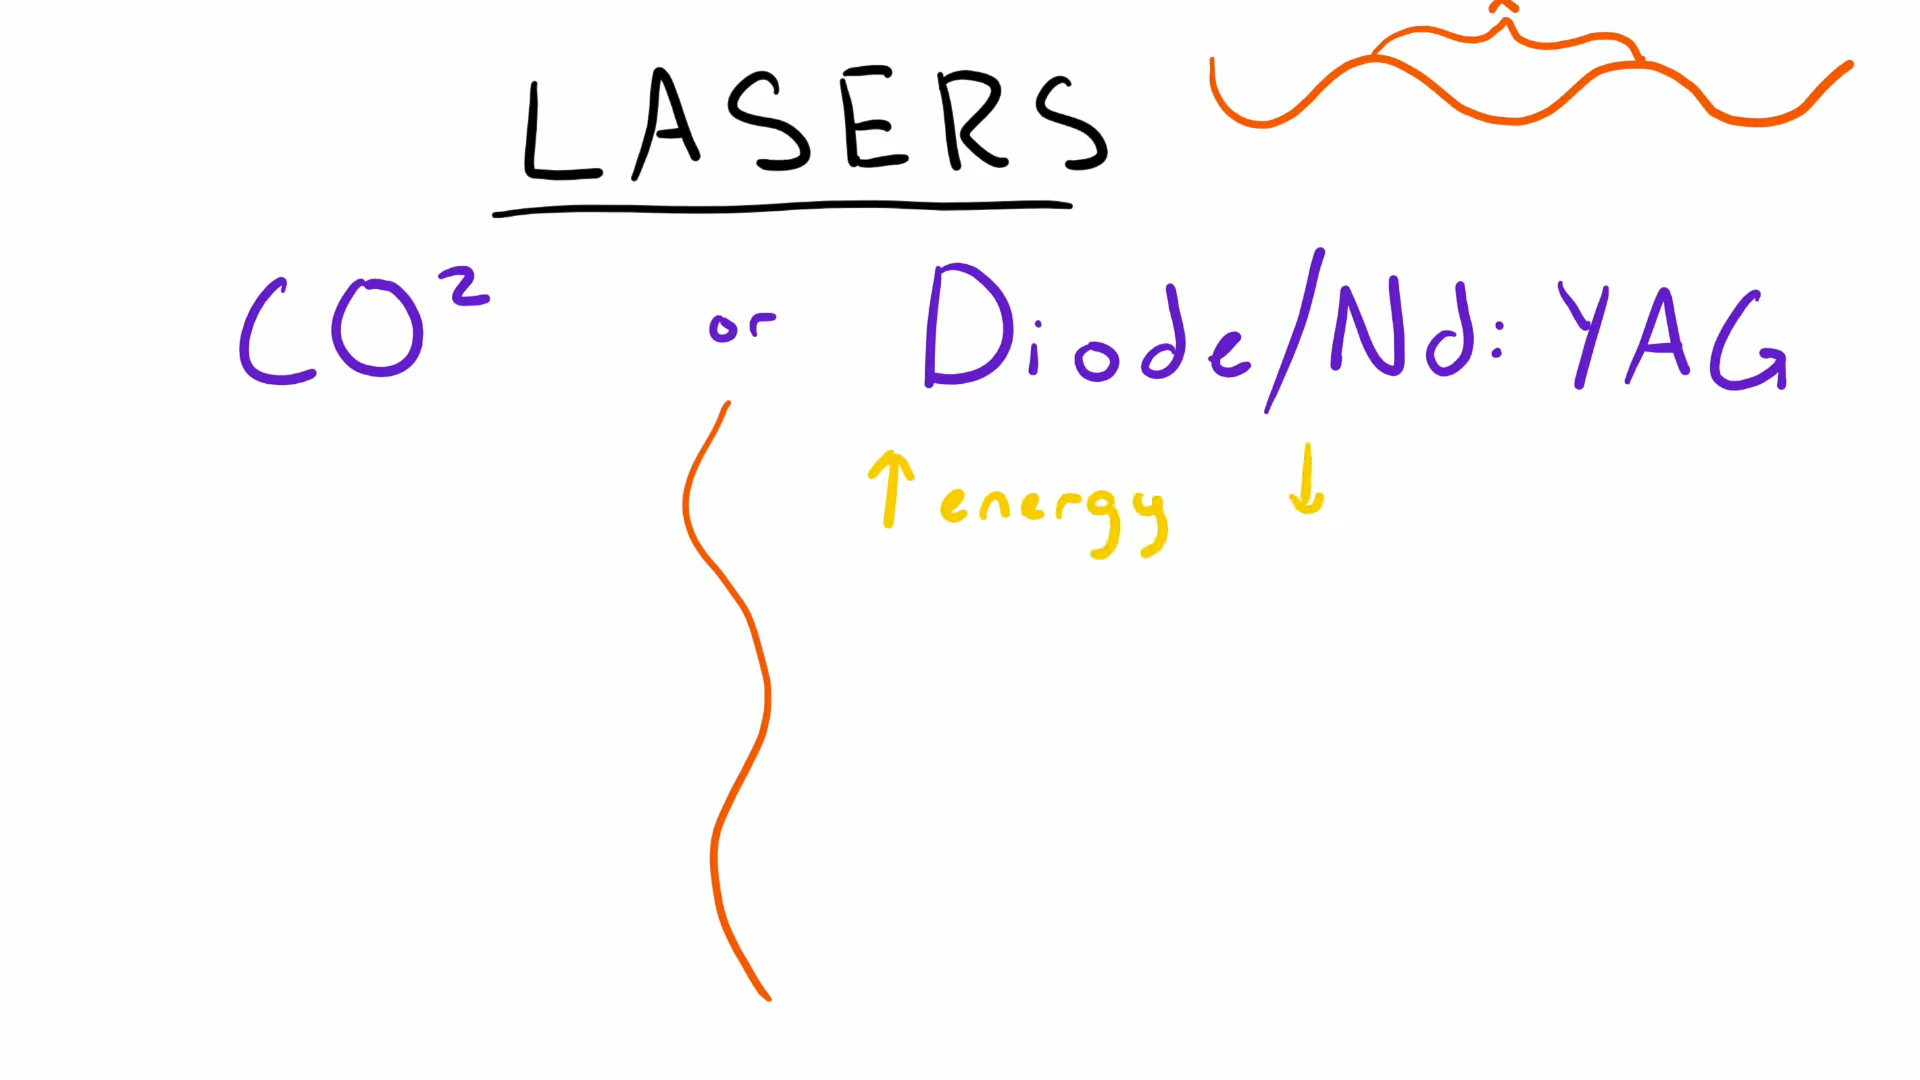 LASERS
CO² or Diode/Nd: YAG
↑ energy ↓